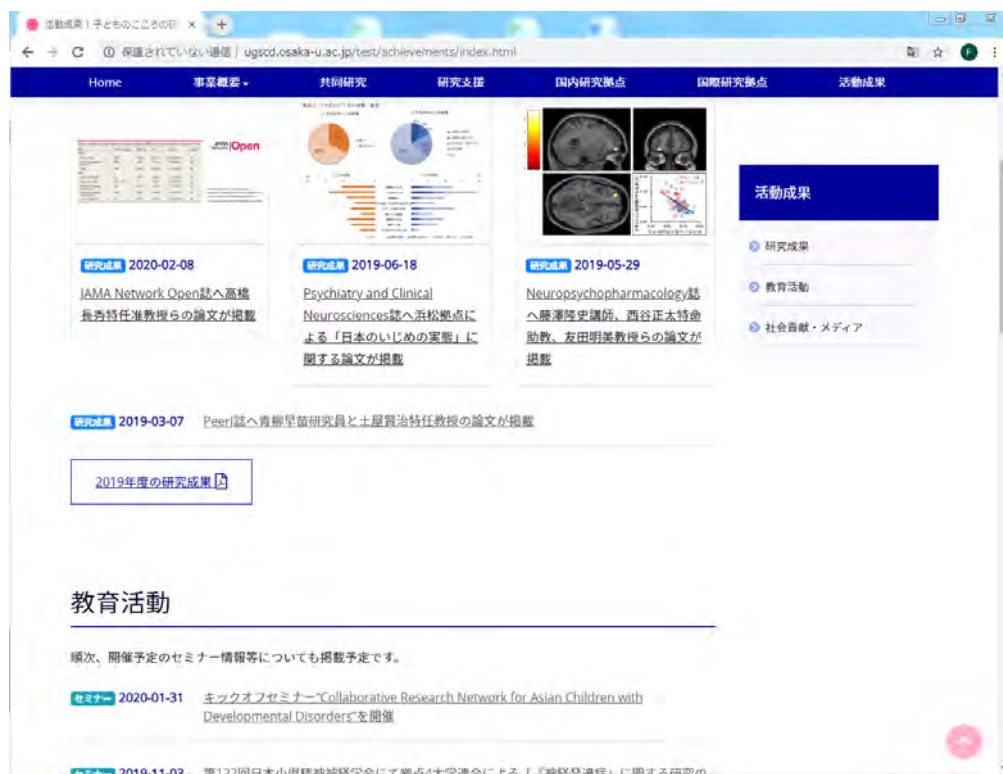 活動成果 | 子どものこころの研
保護されていない通信 | ugscd.osaka-u.ac.jp/test/achievements/index.html
Home 事業概要 共同研究 研究支援 国内研究拠点 国際研究拠点 活動成果
Open
研究成果 2020-02-08
JAMA Network Open誌へ高橋
長秀特任准教授らの論文が掲載
研究成果 2019-06-18
Psychiatry and Clinical
Neurosciences誌へ浜松拠点に
よる「日本のいじめの実態」に
関する論文が掲載
研究成果 2019-05-29
Neuropsychopharmacology誌
へ藤澤隆史講師、西谷正太特命
助教、友田明美教授らの論文が
掲載
活動成果
研究成果
教育活動
社会貢献・メディア
研究成果 2019-03-07 PeerJ誌へ青柳早苗研究員と土屋賢治特任教授の論文が掲載
2019年度の研究成果
教育活動
順次、開催予定のセミナー情報等についても掲載予定です。
セミナー 2020-01-31 キックオフセミナー"Collaborative Research Network for Asian Children with
Developmental Disorders"を開催
セミナー 2019-11-03